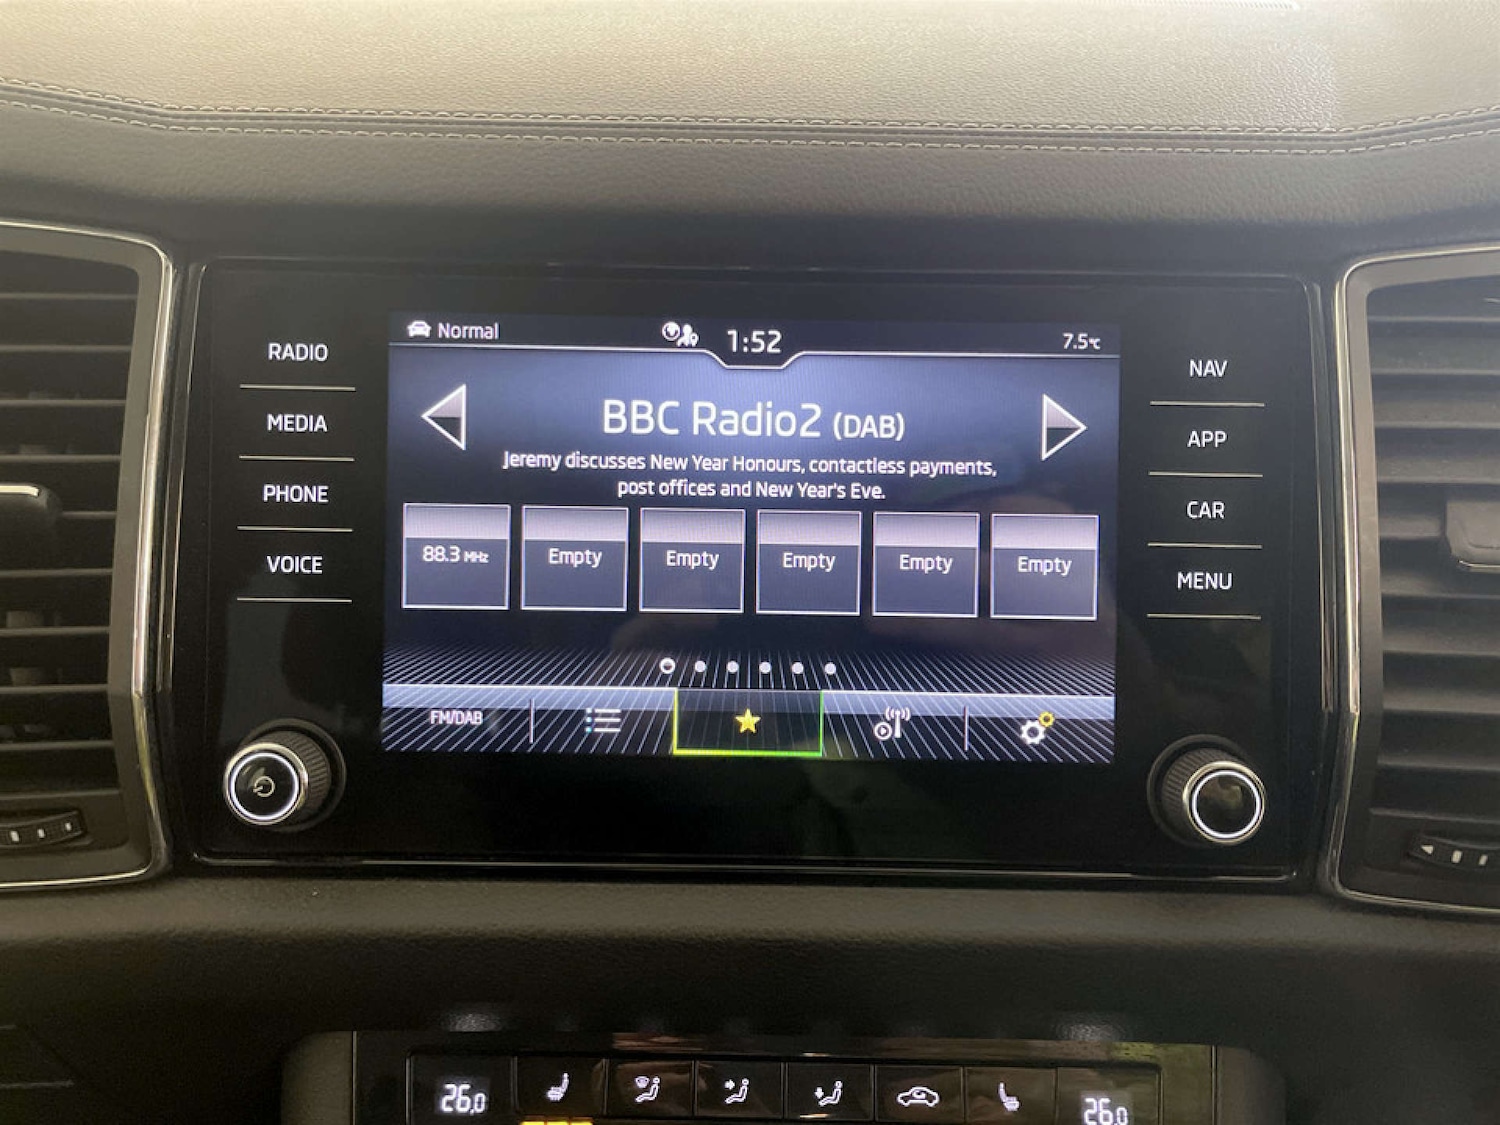 Normal
1:52
7.5°C
RADIO
MEDIA
PHONE
VOICE
BBC Radio2 (DAB)
Jeremy discusses New Year Honours, contactless payments,
post offices and New Year's Eve.
88.3 MHz
Empty
Empty
Empty
Empty
Empty
FM/DAB
NAV
APP
CAR
MENU
26.0
26.0